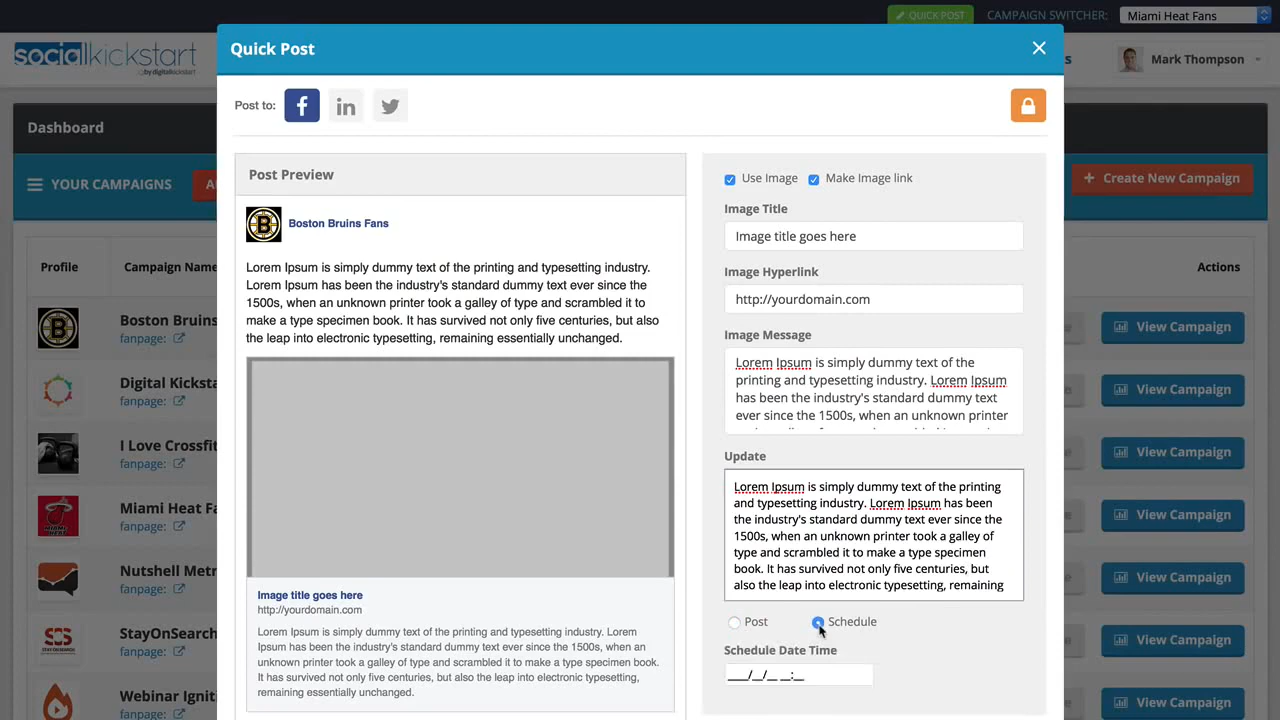 QUICK POST
CAMPAIGN SWITCHER:
Miami Heat Fans
socialkickstart
by digitalkickstart
Mark Thompson
Quick Post
Post to:
Dashboard
YOUR CAMPAIGNS
Create New Campaign
Profile
Campaign Name
Actions
Boston Bruins
fanpage:
View Campaign
Digital Kicksta
fanpage:
View Campaign
I Love Crossfi
fanpage:
View Campaign
Miami Heat Fa
fanpage:
View Campaign
Nutshell Metr
fanpage:
View Campaign
StayOnSearch
fanpage:
View Campaign
Webinar Igniti
fanpage:
View Campaign
Post Preview
Boston Bruins Fans
Lorem Ipsum is simply dummy text of the printing and typesetting industry.
Lorem Ipsum has been the industry's standard dummy text ever since the
1500s, when an unknown printer took a galley of type and scrambled it to
make a type specimen book. It has survived not only five centuries, but also
the leap into electronic typesetting, remaining essentially unchanged.
Image title goes here
http://yourdomain.com
Lorem Ipsum is simply dummy text of the printing and typesetting industry. Lorem
Ipsum has been the industry's standard dummy text ever since the 1500s, when an
unknown printer took a galley of type and scrambled it to make a type specimen book.
It has survived not only five centuries, but also the leap into electronic typesetting,
remaining essentially unchanged.
Use Image
Make Image link
Image Title
Image title goes here
Image Hyperlink
http://yourdomain.com
Image Message
Lorem Ipsum is simply dummy text of the
printing and typesetting industry. Lorem Ipsum
has been the industry's standard dummy text
ever since the 1500s, when an unknown printer
Update
Lorem Ipsum is simply dummy text of the printing
and typesetting industry. Lorem Ipsum has been
the industry's standard dummy text ever since the
1500s, when an unknown printer took a galley of
type and scrambled it to make a type specimen
book. It has survived not only five centuries, but
also the leap into electronic typesetting, remaining
Post
Schedule
Schedule Date Time
____/__/__ __:__